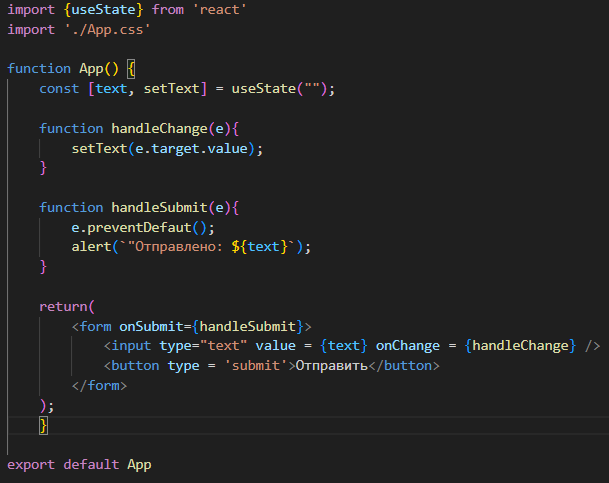 import {useState} from 'react'
import './App.css'
function App() {
const [text, setText] = useState("");
function handleChange(e){
setText(e.target.value);
}
function handleSubmit(e){
e.preventDefaut();
alert(`"Отправлено: ${text}`);
}
return(
<form onSubmit={handleSubmit}>
<input type="text" value = {text} onChange = {handleChange} />
<button type = 'submit'>Отправить</button>
</form>
);
}
export default App